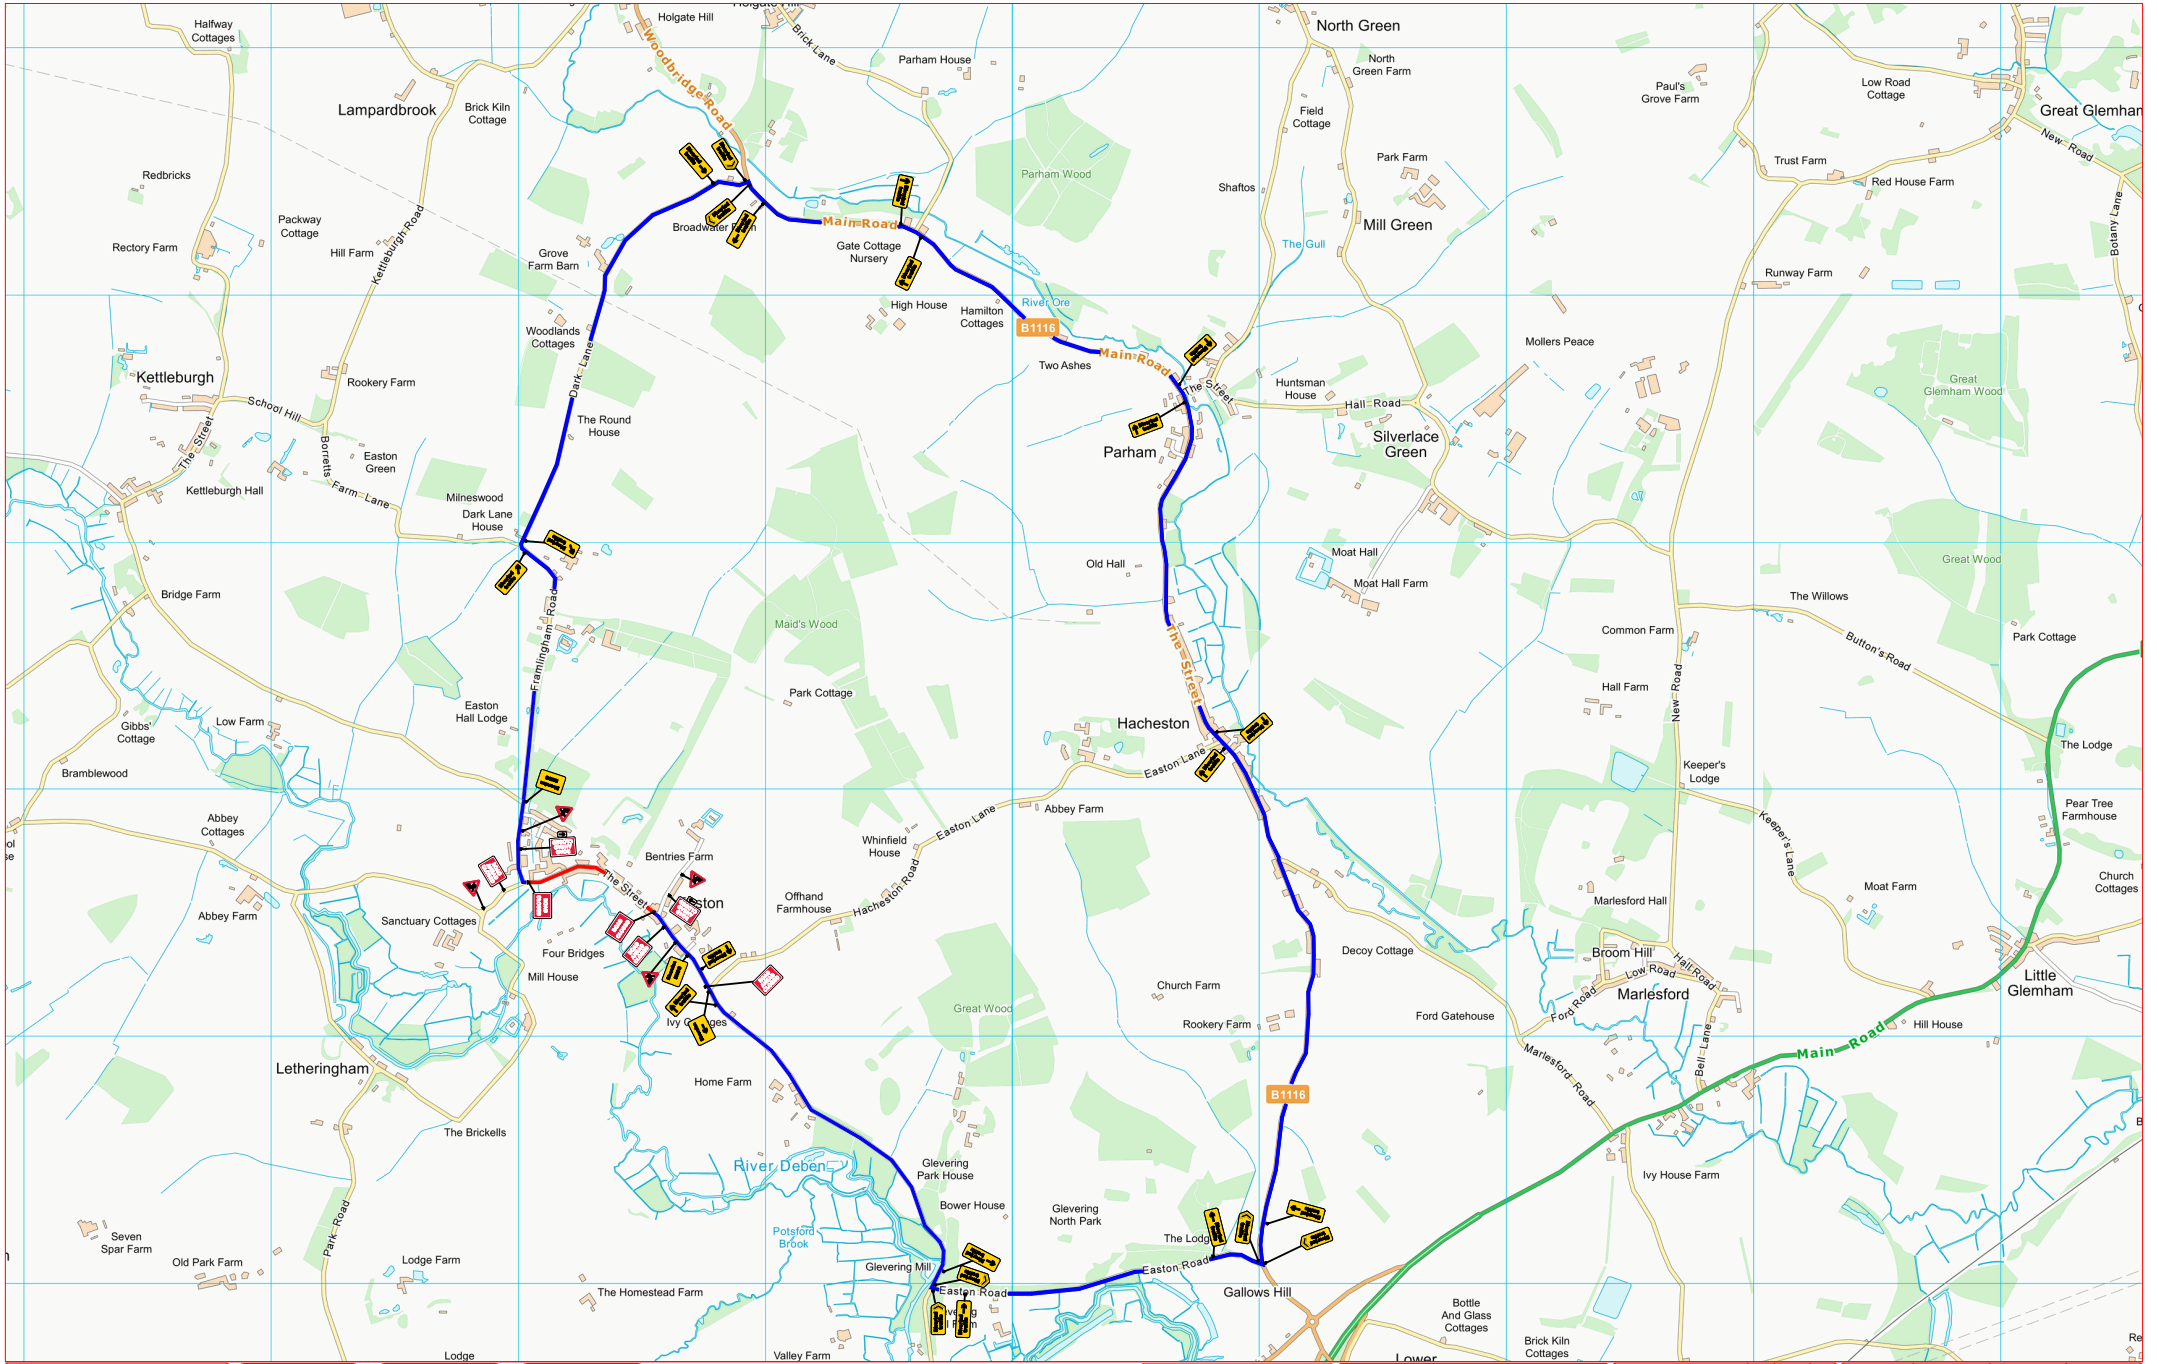 Halfway
Cottages
Holgate Hill
Woodbridge Road
Brick Lane
Parham House
North Green
North
Green Farm
Paul's
Grove Farm
Low Road
Cottage
Great Glemham
New Road
Lampardbrook
Brick Kiln
Cottage
Field
Cottage
Parham Wood
Park Farm
Trust Farm
Red House Farm
Redbricks
Shaftos
Packway
Cottage
Kettleburgh Road
Main Road
Mill Green
Botany Lane
Rectory Farm
Hill Farm
Grove
Farm Barn
Gate Cottage
Nursery
The Gull
Runway Farm
High House
Hamilton
Cottages
River Ore
B1116
Woodlands
Cottages
Dark Lane
Two Ashes
Main Road
Mollers Peace
Kettleburgh
School Hill
Rookery Farm
The Street
Huntsman
House
Hall Road
Great
Glemham Wood
The Street
Borretts
Farm Lane
Easton
Green
The Round
House
Parham
Silverlace
Green
Kettleburgh Hall
Milneswood
Dark Lane
House
Old Hall
Moat Hall
Moat Hall Farm
Great Wood
Bridge Farm
Framlingham Road
Maid's Wood
The Street
The Willows
Common Farm
Button's Road
Park Cottage
Easton
Hall Lodge
Park Cottage
Hall Farm
New Road
Gibbs'
Cottage
Low Farm
Hacheston
Easton Lane
The Lodge
Bramblewood
Keeper's
Lodge
Abbey Farm
Easton Lane
Pear Tree
Farmhouse
Abbey
Cottages
Whinfield
House
Bentries Farm
Keeper's Lane
The Street
Hacheston Road
Offhand
Farmhouse
Moat Farm
Church
Cottages
Abbey Farm
Sanctuary Cottages
Marlesford Hall
Four Bridges
Decoy Cottage
Broom Hill
Hall Road
Low Road
Mill House
Church Farm
Ford Road
Marlesford
Little
Glemham
Great Wood
Ford Gatehouse
Rookery Farm
Hill House
Main Road
Bell Lane
Letheringham
Home Farm
Marlesford Road
B1116
The Brickells
River Deben
Glevering
Park House
Ivy House Farm
Park Road
Bower House
Glevering
North Park
Potsford
Brook
Seven
Spar Farm
Old Park Farm
Lodge Farm
Glevering Mill
Easton Road
Easton Road
Gallows Hill
The Homestead Farm
Bottle
And Glass
Cottages
Brick Kiln
Cottages
Lodge
Valley Farm
Lower